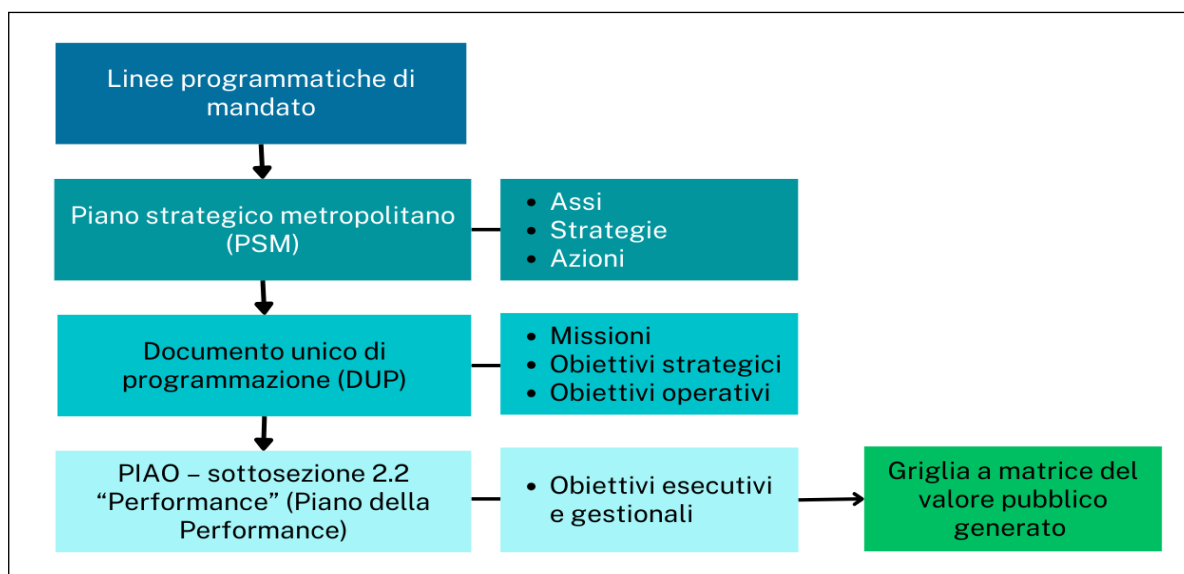 Linee programmatiche di
mandato
Piano strategico metropolitano
(PSM)
• Assi
• Strategie
• Azioni
Documento unico di
programmazione (DUP)
• Missioni
• Obiettivi strategici
• Obiettivi operativi
PIAO – sottosezione 2.2
“Performance” (Piano della
Performance)
• Obiettivi esecutivi
e gestionali
Griglia a matrice del
valore pubblico
generato